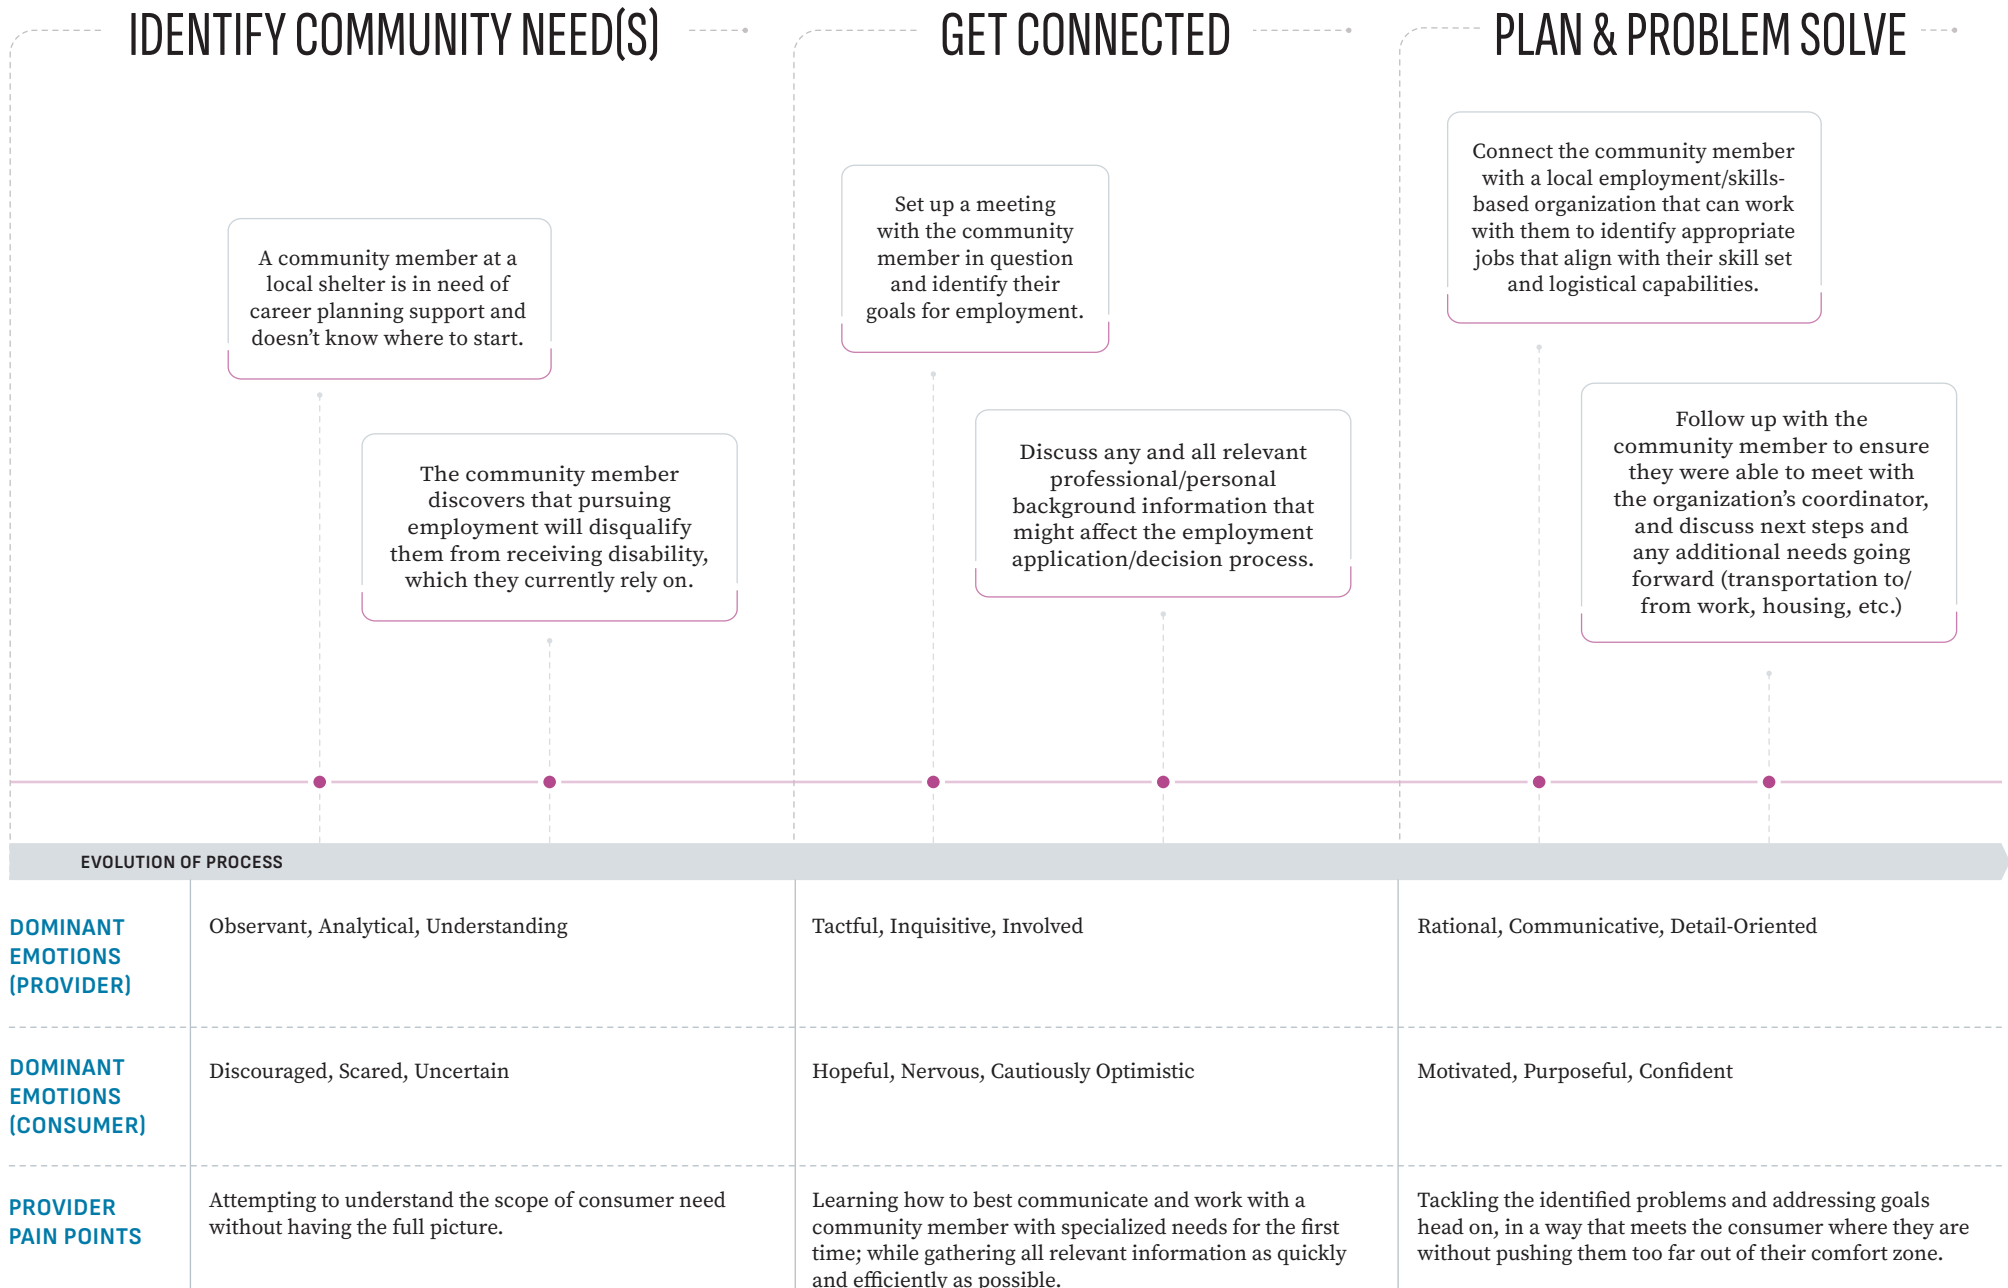 IDENTIFY COMMUNITY NEED(S)
GET CONNECTED
PLAN & PROBLEM SOLVE
A community member at a
local shelter is in need of
career planning support and
doesn’t know where to start.
The community member
discovers that pursuing
employment will disqualify
them from receiving disability,
which they currently rely on.
Set up a meeting
with the community
member in question
and identify their
goals for employment.
Discuss any and all relevant
professional/personal
background information that
might affect the employment
application/decision process.
Connect the community member
with a local employment/skills-
based organization that can work
with them to identify appropriate
jobs that align with their skill set
and logistical capabilities.
Follow up with the
community member to ensure
they were able to meet with
the organization’s coordinator,
and discuss next steps and
any additional needs going
forward (transportation to/
from work, housing, etc.)
EVOLUTION OF PROCESS
DOMINANT
EMOTIONS
(PROVIDER)
Observant, Analytical, Understanding
Tactful, Inquisitive, Involved
Rational, Communicative, Detail-Oriented
DOMINANT
EMOTIONS
(CONSUMER)
Discouraged, Scared, Uncertain
Hopeful, Nervous, Cautiously Optimistic
Motivated, Purposeful, Confident
PROVIDER
PAIN POINTS
Attempting to understand the scope of consumer need
without having the full picture.
Learning how to best communicate and work with a
community member with specialized needs for the first
time; while gathering all relevant information as quickly
and efficiently as possible.
Tackling the identified problems and addressing goals
head on, in a way that meets the consumer where they are
without pushing them too far out of their comfort zone.